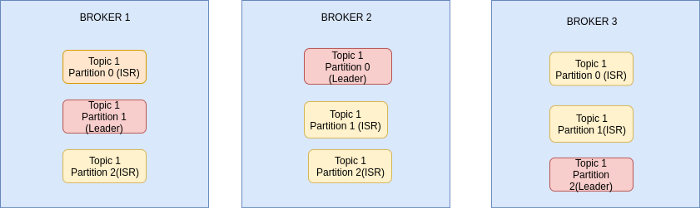 BROKER 1
Topic 1
Partition 0 (ISR)
Topic 1
Partition 1
(Leader)
Topic 1
Partition 2(ISR)
BROKER 2
Topic 1
Partition 0
(Leader)
Topic 1
Partition 1 (ISR)
Topic 1
Partition 2(ISR)
BROKER 3
Topic 1
Partition 0 (ISR)
Topic 1
Partition 1(ISR)
Topic 1
Partition
2(Leader)